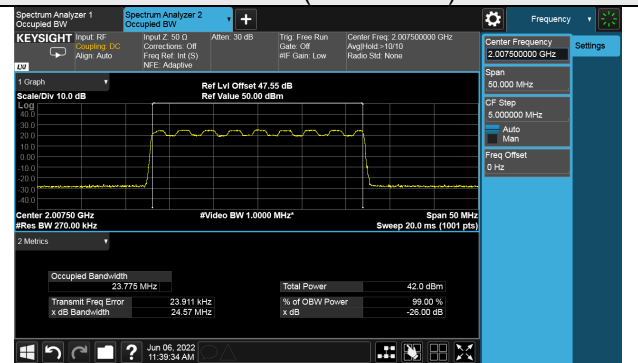 Spectrum Analyzer 1
Occupied BW
Spectrum Analyzer 2
Occupied BW
Frequency
KEYSIGHT
Input: RF
Coupling: DC
Align: Auto
Input Z: 50 Ω
Corrections: Off
Freq Ref: Int (S)
NFE: Adaptive
Atten: 30 dB
Trig: Free Run
Gate: Off
#IF Gain: Low
Center Freq: 2.007500000 GHz
Avg|Hold:>10/10
Radio Std: None
LXI
Center Frequency
2.007500000 GHz
Settings
Span
50.000 MHz
CF Step
5.000000 MHz
Auto
Man
Freq Offset
0 Hz
1 Graph
Scale/Div 10.0 dB
Ref Lvl Offset 47.55 dB
Ref Value 50.00 dBm
Log
40.0
30.0
20.0
10.0
0.00
-10.0
-20.0
-30.0
-40.0
Center 2.00750 GHz
#Video BW 1.0000 MHz*
Span 50 MHz
#Res BW 270.00 kHz
Sweep 20.0 ms (1001 pts)
2 Metrics
Occupied Bandwidth
23.775 MHz
Total Power
42.0 dBm
Transmit Freq Error
23.911 kHz
% of OBW Power
99.00 %
x dB Bandwidth
24.57 MHz
x dB
-26.00 dB
Jun 06, 2022
11:39:34 AM